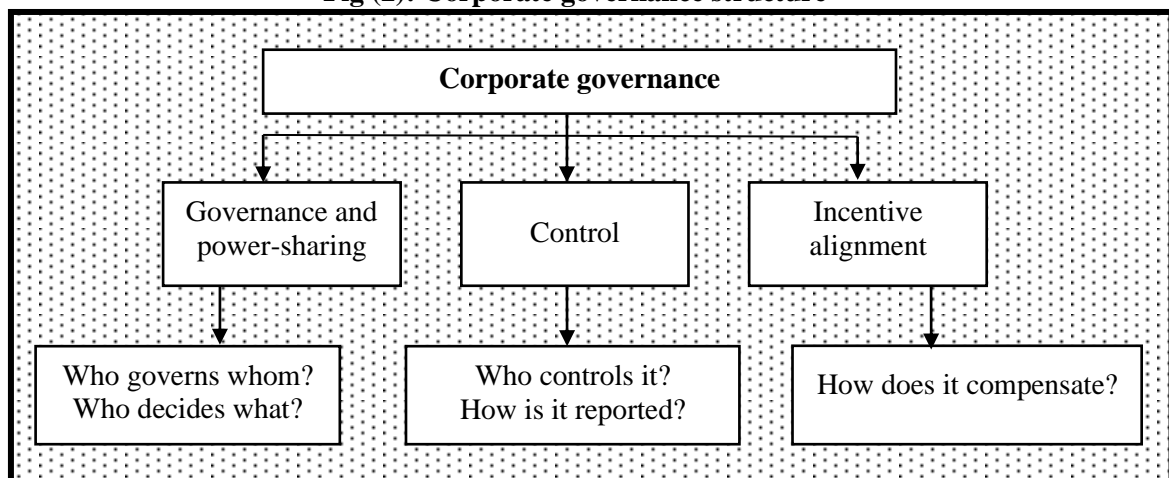 Fig (2): Corporate governance structure
Corporate governance
Governance and
power-sharing
Control
Incentive
alignment
Who governs whom?
Who decides what?
Who controls it?
How is it reported?
How does it compensate?